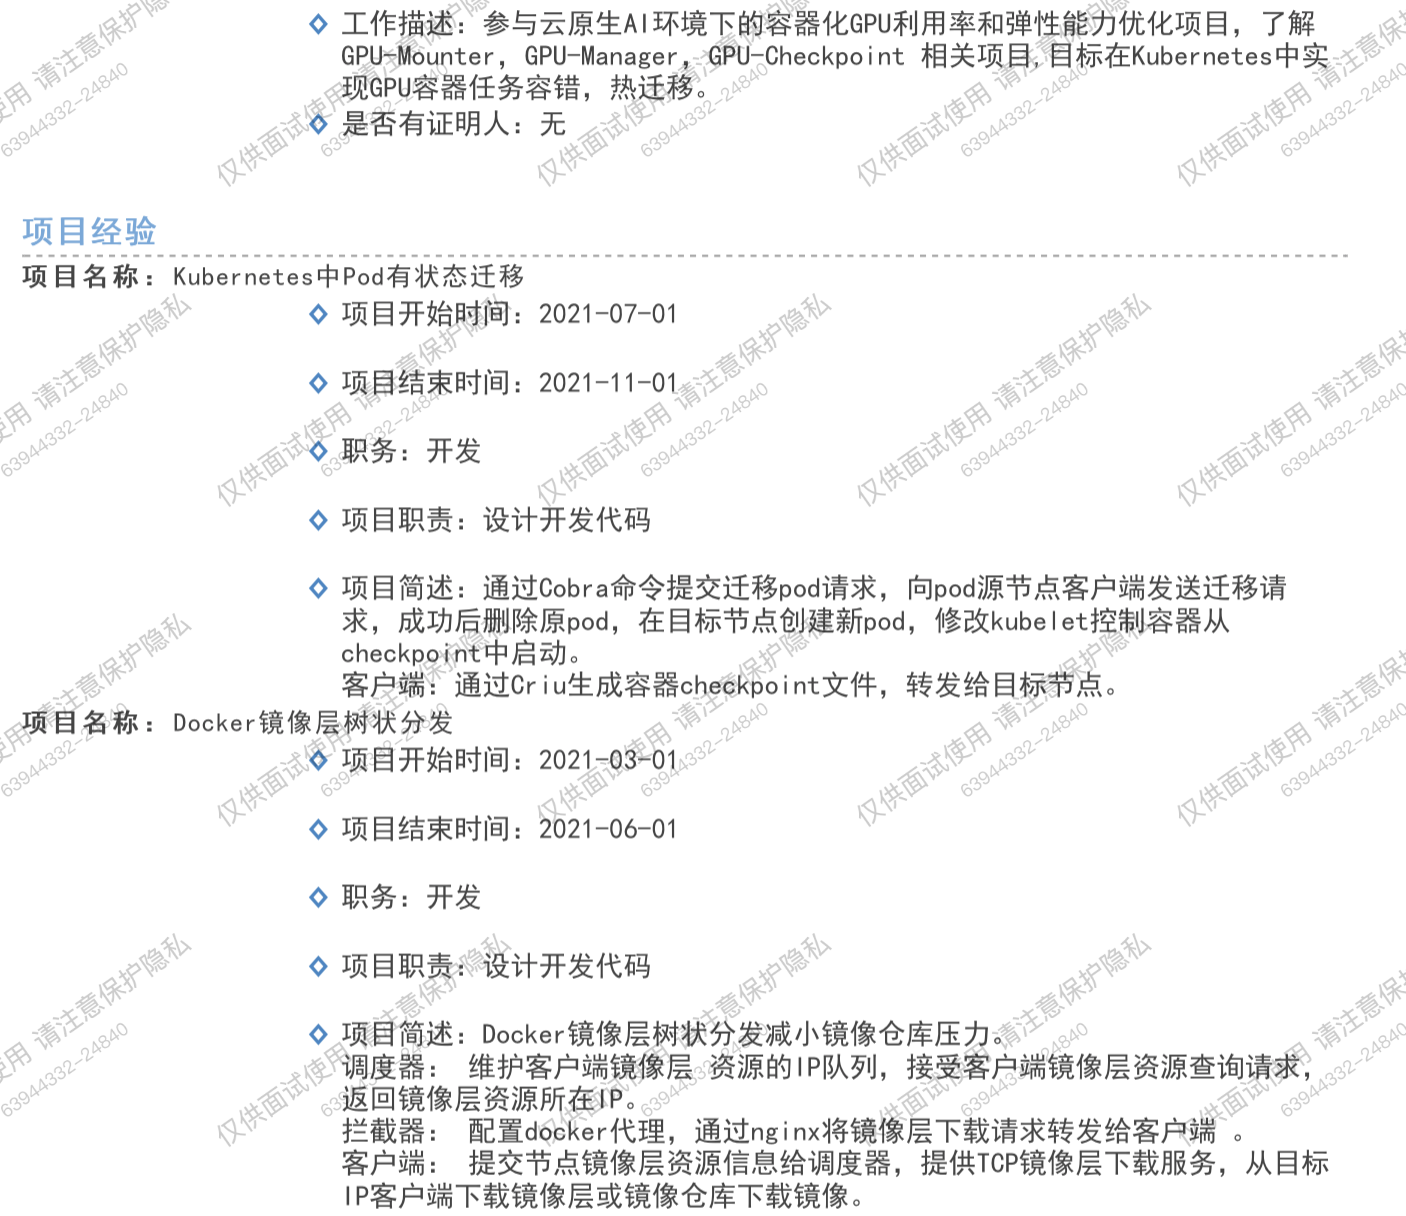 工作描述：参与云原生AI环境下的容器化GPU利用率和弹性能力优化项目，了解
GPU-Mounter，GPU-Manager，GPU-Checkpoint 相关项目,目标在Kubernetes中实
现GPU容器任务容错，热迁移。
是否有证明人：无
项目经验
项目名称：Kubernetes中Pod有状态迁移
项目开始时间：2021-07-01
项目结束时间：2021-11-01
职务：开发
项目职责：设计开发代码
项目简述：通过Cobra命令提交迁移pod请求，向pod源节点客户端发送迁移请
求，成功后删除原pod，在目标节点创建新pod，修改kubelet控制容器从
checkpoint中启动。
客户端：通过Criu生成容器checkpoint文件，转发给目标节点。
项目名称：Docker镜像层树状分发
项目开始时间：2021-03-01
项目结束时间：2021-06-01
职务：开发
项目职责：设计开发代码
项目简述：Docker镜像层树状分发减小镜像仓库压力。
调度器： 维护客户端镜像层 资源的IP队列，接受客户端镜像层资源查询请求，
返回镜像层资源所在IP。
拦截器： 配置docker代理，通过nginx将镜像层下载请求转发给客户端 。
客户端： 提交节点镜像层资源信息给调度器，提供TCP镜像层下载服务，从目标
IP客户端下载镜像层或镜像仓库下载镜像。
仅供面试使用 请注意保护隐私
63944332-24840